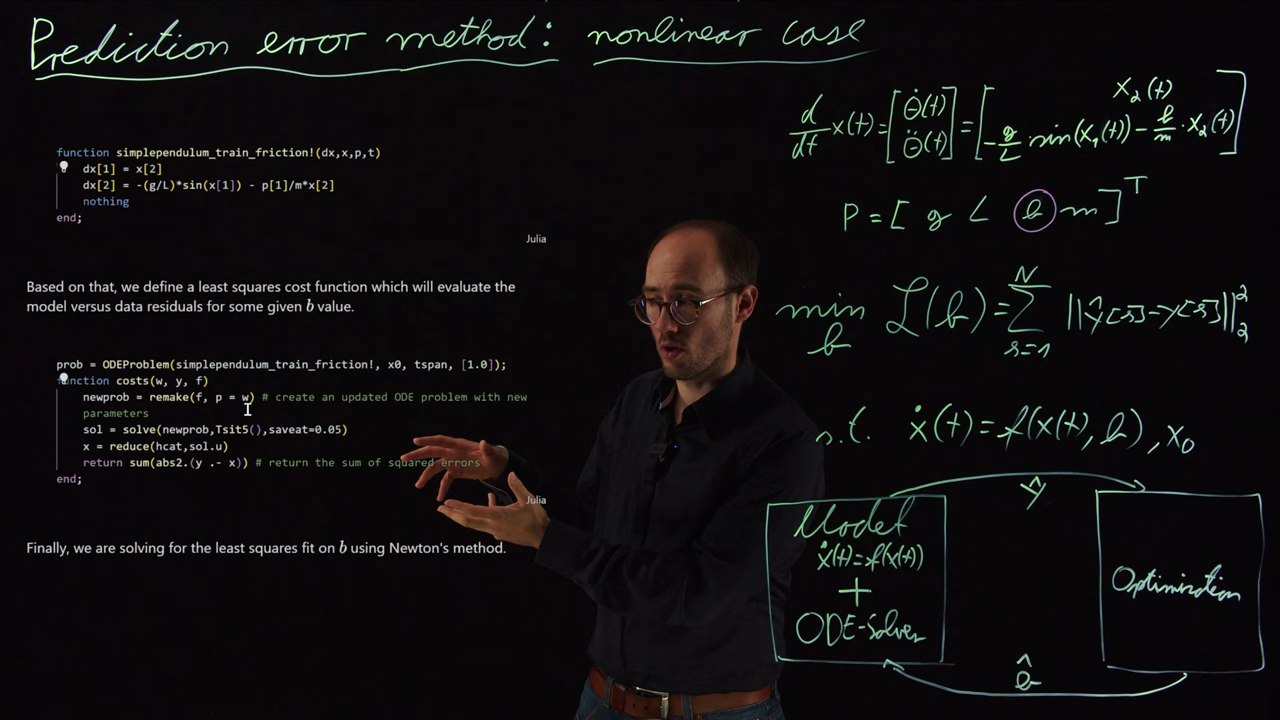 Prediction error method: nonlinear case
function simplependulum_train_friction!(dx,x,p,t)
dx[1] = x[2]
dx[2] = -(g/L)*sin(x[1]) - p[1]/m*x[2]
nothing
end;
Julia
Based on that, we define a least squares cost function which will evaluate the
model versus data residuals for some given b value.
prob = ODEProblem(simplependulum_train_friction!, x0, tspan, [1.0]);
function costs(w, y, f)
newprob = remake(f, p = w) # create an updated ODE problem with new
parameters
sol = solve(newprob,Tsit5(),saveat=0.05)
x = reduce(hcat,sol.u)
return sum(abs2.(y .- x)) # return the sum of squared errors
end;
Julia
Finally, we are solving for the least squares fit on b using Newton's method.
d/dt x(t) = [θ̇(t) θ̈(t)] = [x₂(t) -g/L · sin(x₁(t)) - b/m · x₂(t)]
P = [ g L b m ]ᵀ
min b L(b) = Σ k=1 N ||ŷ[k]-y[k]||₂²
s.t. ẋ(t) = f(x(t), b), x₀
ŷ
Model
ẋ(t)=f(x(t))
+
ODE-Solver
Optimization
b̂